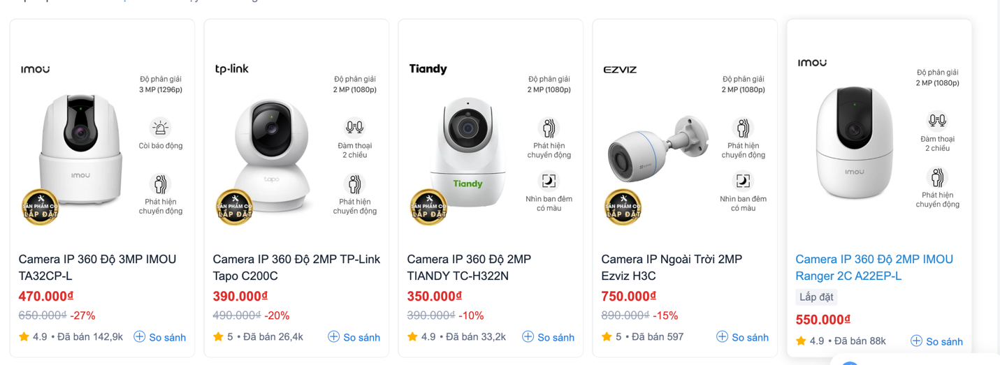 imou
Độ phân giải
3 MP (1296p)
Còi báo động
imou
Phát hiện
chuyển động
SẢN PHẨM CÓ
LẮP ĐẶT
Camera IP 360 Độ 3MP IMOU
TA32CP-L
470.000₫
650.000₫ -27%
4.9 • Đã bán 142,9k
So sánh
tp-link
Độ phân giải
2 MP (1080p)
Đàm thoại
2 chiều
tapo
Phát hiện
chuyển động
SẢN PHẨM CÓ
LẮP ĐẶT
Camera IP 360 Độ 2MP TP-Link
Tapo C200C
390.000₫
490.000₫ -20%
5 • Đã bán 26,4k
So sánh
Tiandy
Độ phân giải
2 MP (1080p)
Phát hiện
chuyển động
Tiandy
Nhìn ban đêm
có màu
SẢN PHẨM CÓ
LẮP ĐẶT
Camera IP 360 Độ 2MP
TIANDY TC-H322N
350.000₫
390.000₫ -10%
4.9 • Đã bán 33,2k
So sánh
EZVIZ
Độ phân giải
2 MP (1080p)
Phát hiện
chuyển động
Nhìn ban đêm
có màu
SẢN PHẨM CÓ
LẮP ĐẶT
Camera IP Ngoài Trời 2MP
Ezviz H3C
750.000₫
890.000₫ -15%
5 • Đã bán 597
So sánh
imou
Độ phân giải
2 MP (1080p)
Đàm thoại
2 chiều
imou
Phát hiện
chuyển động
Camera IP 360 Độ 2MP IMOU
Ranger 2C A22EP-L
Lắp đặt
550.000₫
4.9 • Đã bán 88k
So sánh